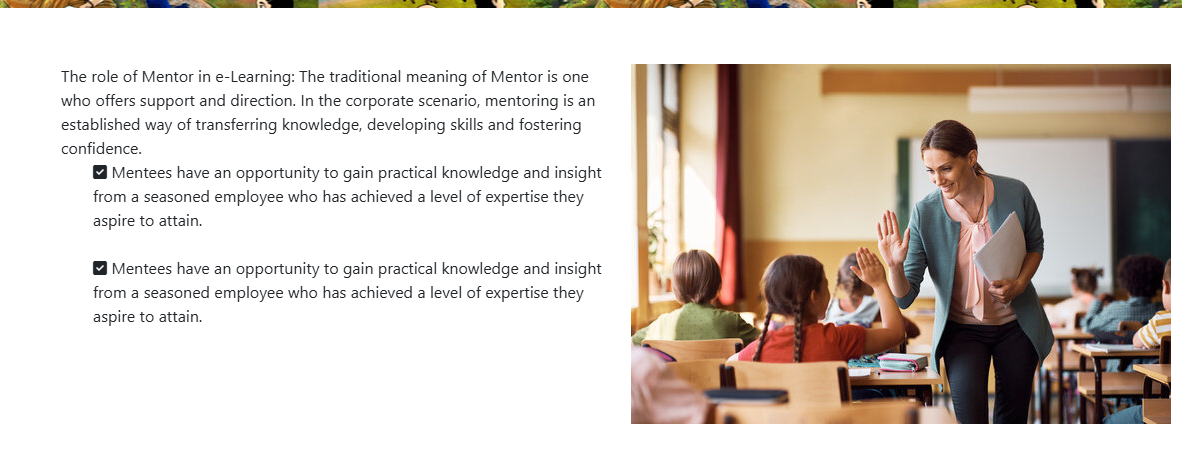 The role of Mentor in e-Learning: The traditional meaning of Mentor is one
who offers support and direction. In the corporate scenario, mentoring is an
established way of transferring knowledge, developing skills and fostering
confidence.
Mentees have an opportunity to gain practical knowledge and insight
from a seasoned employee who has achieved a level of expertise they
aspire to attain.
Mentees have an opportunity to gain practical knowledge and insight
from a seasoned employee who has achieved a level of expertise they
aspire to attain.